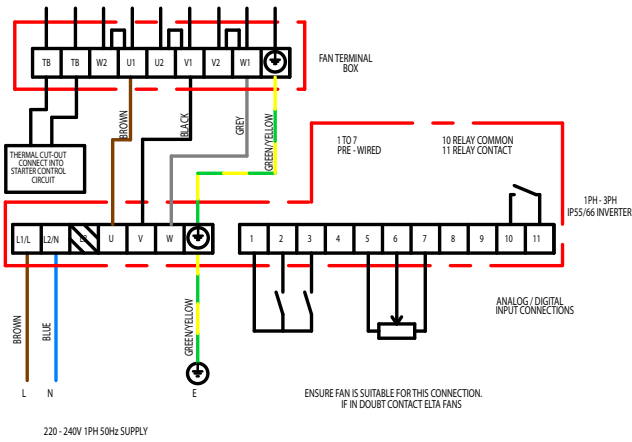 TB TB W2 U1 U2 V1 V2 W1
FAN TERMINAL
BOX
BROWN
BLACK
GREY
GREEN/YELLOW
THERMAL CUT-OUT
CONNECT INTO
STARTER CONTROL
CIRCUIT
1 TO 7
PRE - WIRED
10 RELAY COMMON
11 RELAY CONTACT
1PH - 3PH
IP55/66 INVERTER
L1/L L2/N L3 U V W
1 2 3 4 5 6 7 8 9 10 11
BROWN
BLUE
GREEN/YELLOW
ANALOG / DIGITAL
INPUT CONNECTIONS
L N E
ENSURE FAN IS SUITABLE FOR THIS CONNECTION.
IF IN DOUBT CONTACT ELTA FANS
220 - 240V 1PH 50Hz SUPPLY